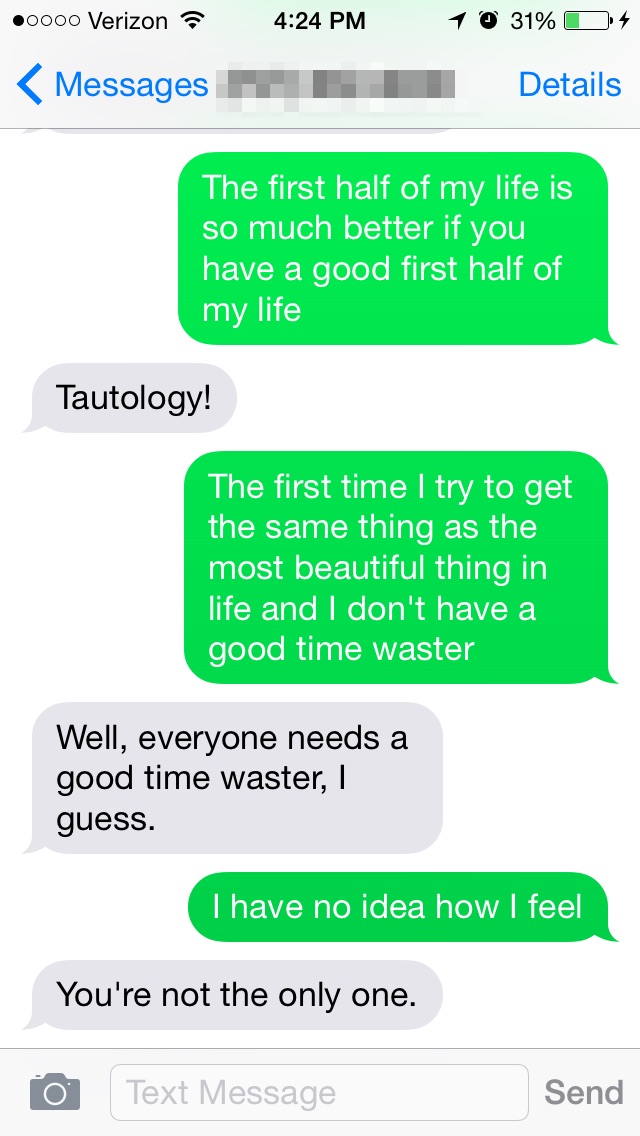 Verizon 4:24 PM 31%
Messages Details
The first half of my life is
so much better if you
have a good first half of
my life
Tautology!
The first time I try to get
the same thing as the
most beautiful thing in
life and I don't have a
good time waster
Well, everyone needs a
good time waster, I
guess.
I have no idea how I feel
You're not the only one.
Text Message Send